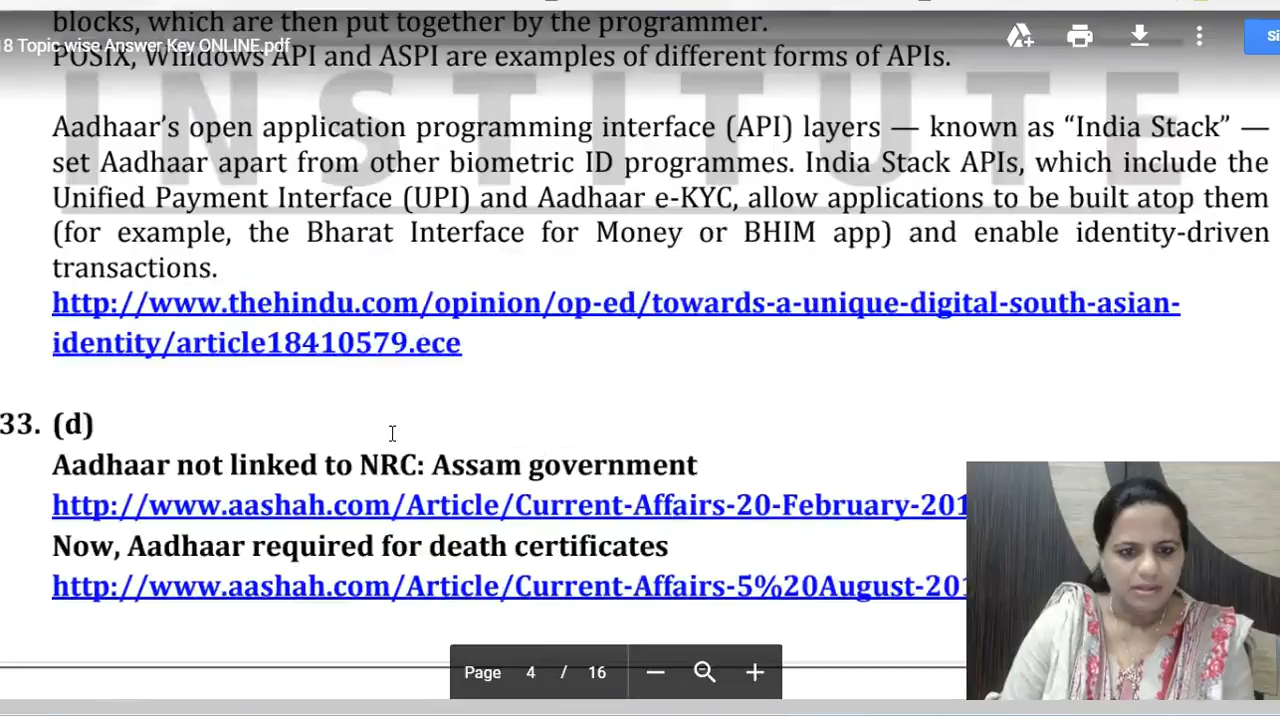 blocks, which are then put together by the programmer.
8 Topic wise Answer Key ONLINE.pdf
POSIX, Windows API and ASPI are examples of different forms of APIs.
INSTITUTE
Aadhaar’s open application programming interface (API) layers — known as “India Stack” —
set Aadhaar apart from other biometric ID programmes. India Stack APIs, which include the
Unified Payment Interface (UPI) and Aadhaar e-KYC, allow applications to be built atop them
(for example, the Bharat Interface for Money or BHIM app) and enable identity-driven
transactions.
http://www.thehindu.com/opinion/op-ed/towards-a-unique-digital-south-asian-
identity/article18410579.ece
33. (d)
Aadhaar not linked to NRC: Assam government
http://www.aashah.com/Article/Current-Affairs-20-February-201
Now, Aadhaar required for death certificates
http://www.aashah.com/Article/Current-Affairs-5%20August-201
Page 4 / 16
Si